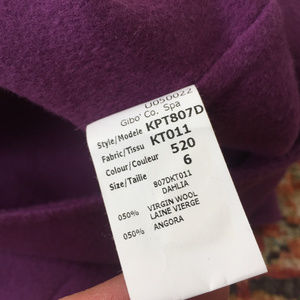 U050022
Gibo' Co. Spa
Style/Modele KPT807D
Fabric/Tissu KT011
Colour/Couleur 520
Size/Taille 6
807DKT011
DAHLIA
050% VIRGIN WOOL
LAINE VIERGE
050% ANGORA